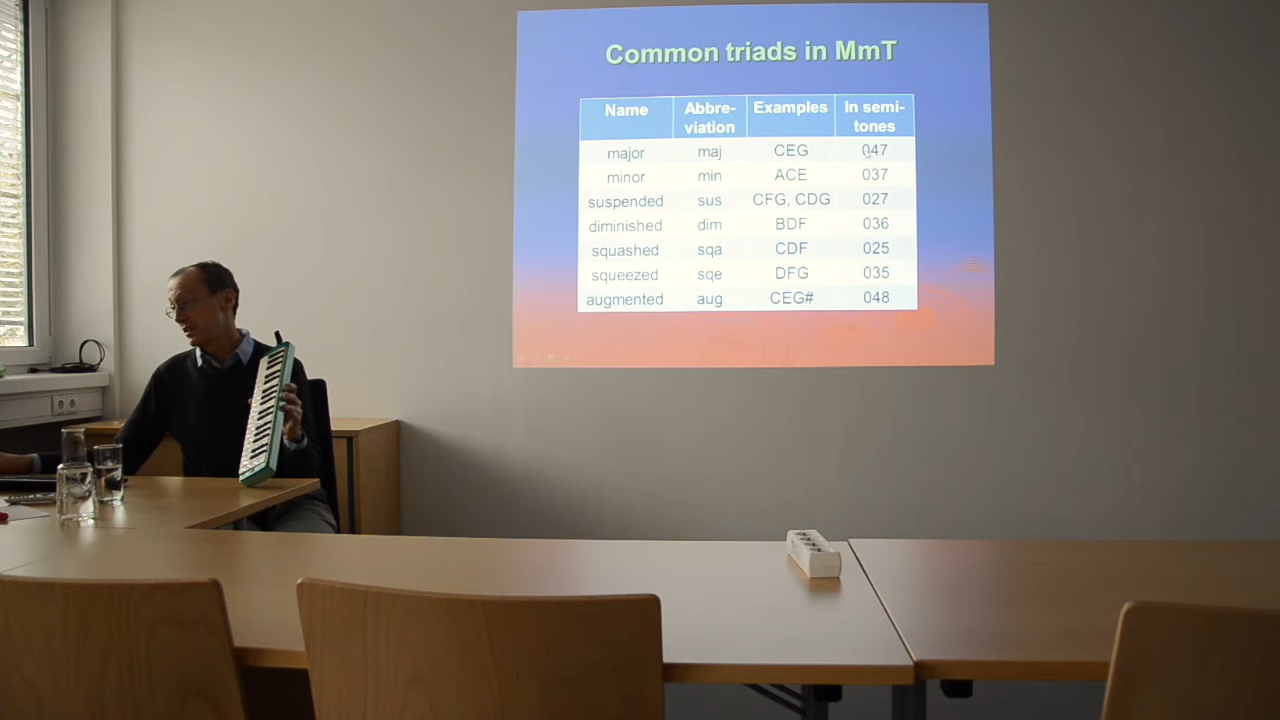 Common triads in MmT
Name Abbre-viation Examples In semi-tones
major maj CEG 047
minor min ACE 037
suspended sus CFG, CDG 027
diminished dim BDF 036
squashed sqa CDF 025
squeezed sqe DFG 035
augmented aug CEG# 048